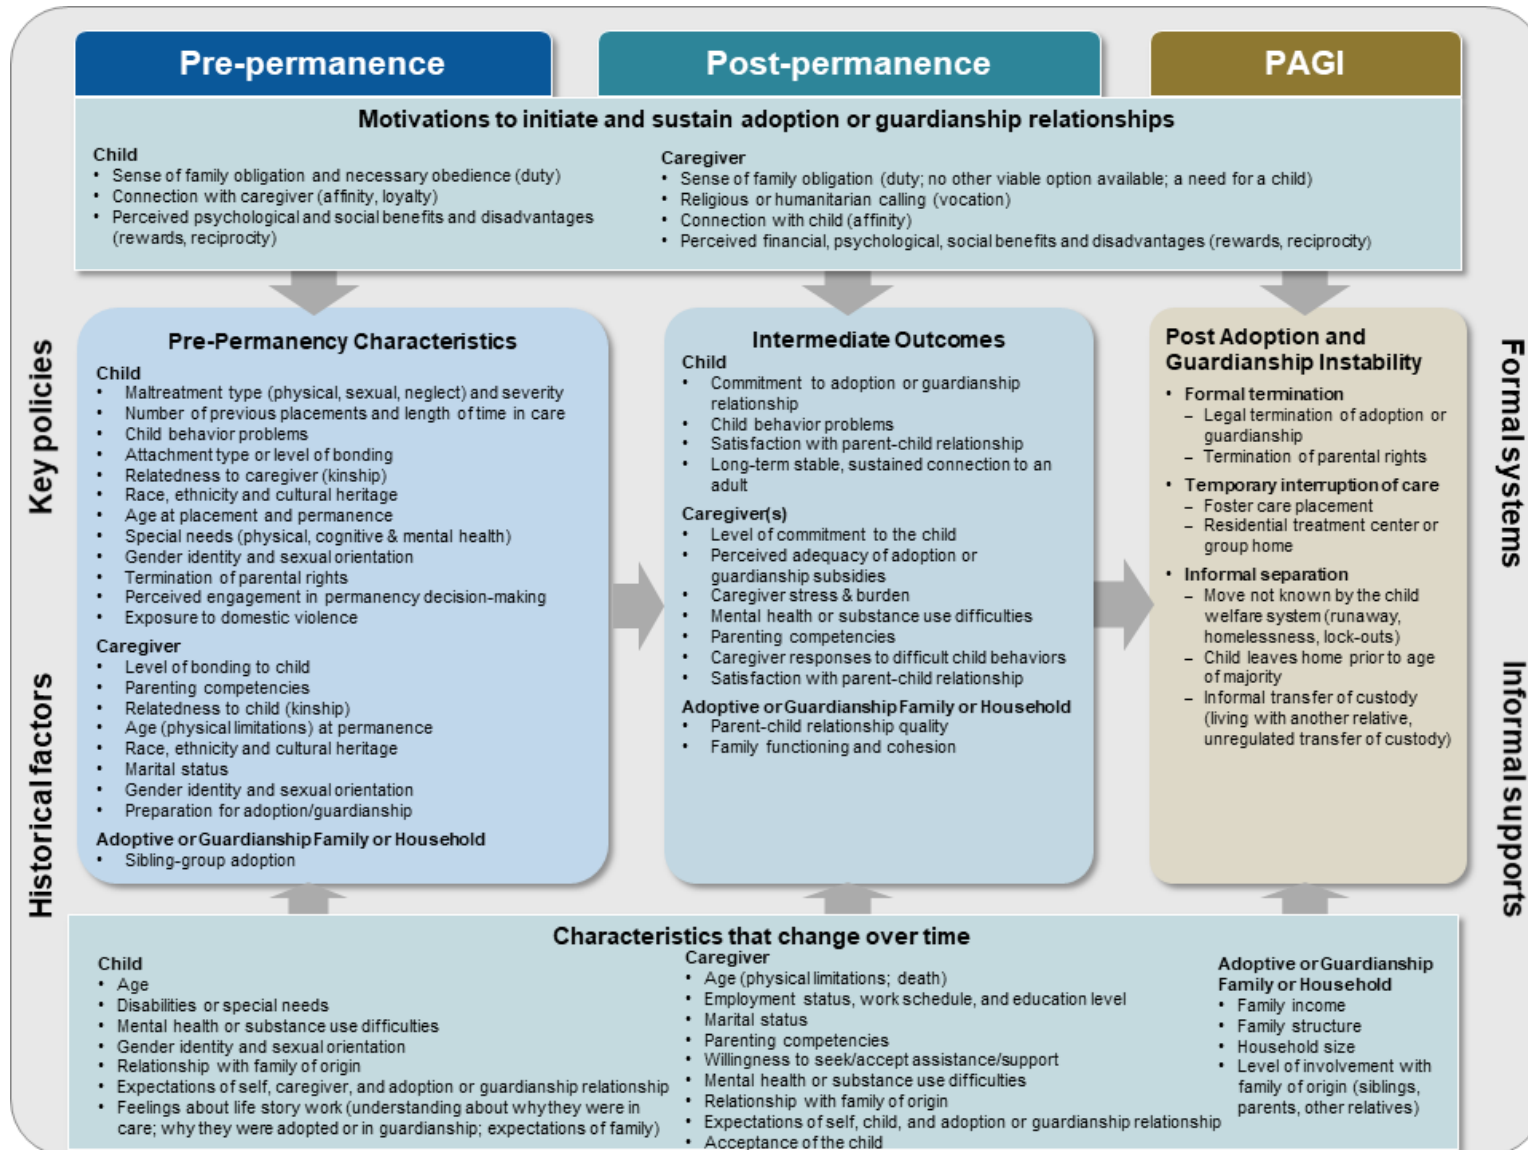 Pre-permanence
Post-permanence
PAGI
Motivations to initiate and sustain adoption or guardianship relationships
Child
• Sense of family obligation and necessary obedience (duty)
• Connection with caregiver (affinity, loyalty)
• Perceived psychological and social benefits and disadvantages
(rewards, reciprocity)
Caregiver
• Sense of family obligation (duty; no other viable option available; a need for a child)
• Religious or humanitarian calling (vocation)
• Connection with child (affinity)
• Perceived financial, psychological, social benefits and disadvantages (rewards, reciprocity)
Key policies
Historical factors
Pre-Permanency Characteristics
Child
• Maltreatment type (physical, sexual, neglect) and severity
• Number of previous placements and length of time in care
• Child behavior problems
• Attachment type or level of bonding
• Relatedness to caregiver (kinship)
• Race, ethnicity and cultural heritage
• Age at placement and permanence
• Special needs (physical, cognitive & mental health)
• Gender identity and sexual orientation
• Termination of parental rights
• Perceived engagement in permanency decision-making
• Exposure to domestic violence
Caregiver
• Level of bonding to child
• Parenting competencies
• Relatedness to child (kinship)
• Age (physical limitations) at permanence
• Race, ethnicity and cultural heritage
• Marital status
• Gender identity and sexual orientation
• Preparation for adoption/guardianship
Adoptive or Guardianship Family or Household
• Sibling-group adoption
Intermediate Outcomes
Child
• Commitment to adoption or guardianship
relationship
• Child behavior problems
• Satisfaction with parent-child relationship
• Long-term stable, sustained connection to an
adult
Caregiver(s)
• Level of commitment to the child
• Perceived adequacy of adoption or
guardianship subsidies
• Caregiver stress & burden
• Mental health or substance use difficulties
• Parenting competencies
• Caregiver responses to difficult child behaviors
• Satisfaction with parent-child relationship
Adoptive or Guardianship Family or Household
• Parent-child relationship quality
• Family functioning and cohesion
Post Adoption and
Guardianship Instability
• Formal termination
– Legal termination of adoption or
guardianship
– Termination of parental rights
• Temporary interruption of care
– Foster care placement
– Residential treatment center or
group home
• Informal separation
– Move not known by the child
welfare system (runaway,
homelessness, lock-outs)
– Child leaves home prior to age
of majority
– Informal transfer of custody
(living with another relative,
unregulated transfer of custody)
Formal systems
Informal supports
Characteristics that change over time
Child
• Age
• Disabilities or special needs
• Mental health or substance use difficulties
• Gender identity and sexual orientation
• Relationship with family of origin
• Expectations of self, caregiver, and adoption or guardianship relationship
• Feelings about life story work (understanding about why they were in
care; why they were adopted or in guardianship; expectations of family)
Caregiver
• Age (physical limitations; death)
• Employment status, work schedule, and education level
• Marital status
• Parenting competencies
• Willingness to seek/accept assistance/support
• Mental health or substance use difficulties
• Relationship with family of origin
• Expectations of self, child, and adoption or guardianship relationship
• Acceptance of the child
Adoptive or Guardianship
Family or Household
• Family income
• Family structure
• Household size
• Level of involvement with
family of origin (siblings,
parents, other relatives)